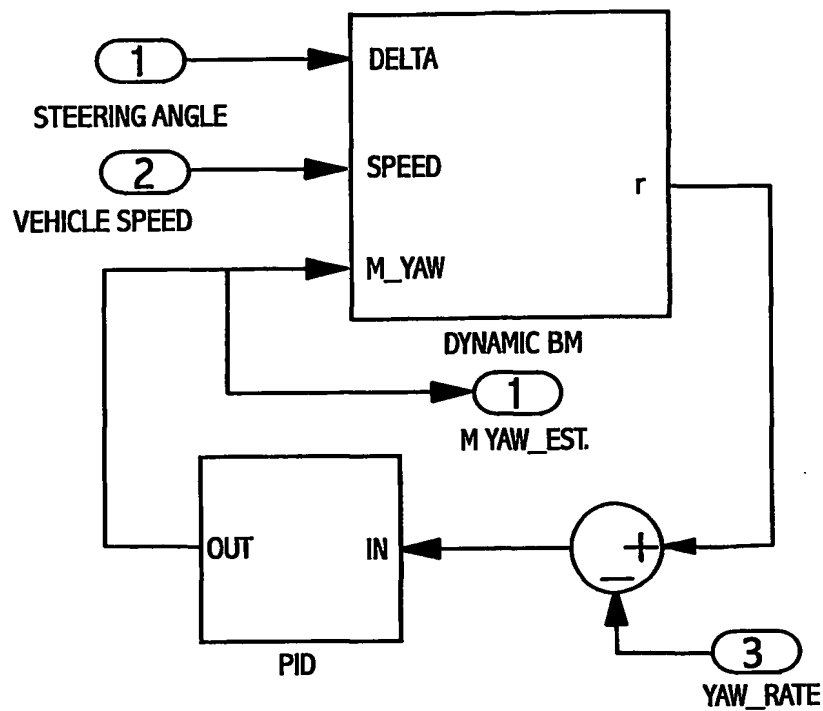 1
DELTA
STEERING ANGLE
2
SPEED
r
VEHICLE SPEED
M_YAW
DYNAMIC BM
1
M YAW_EST.
OUT
IN
+
−
PID
3
YAW_RATE